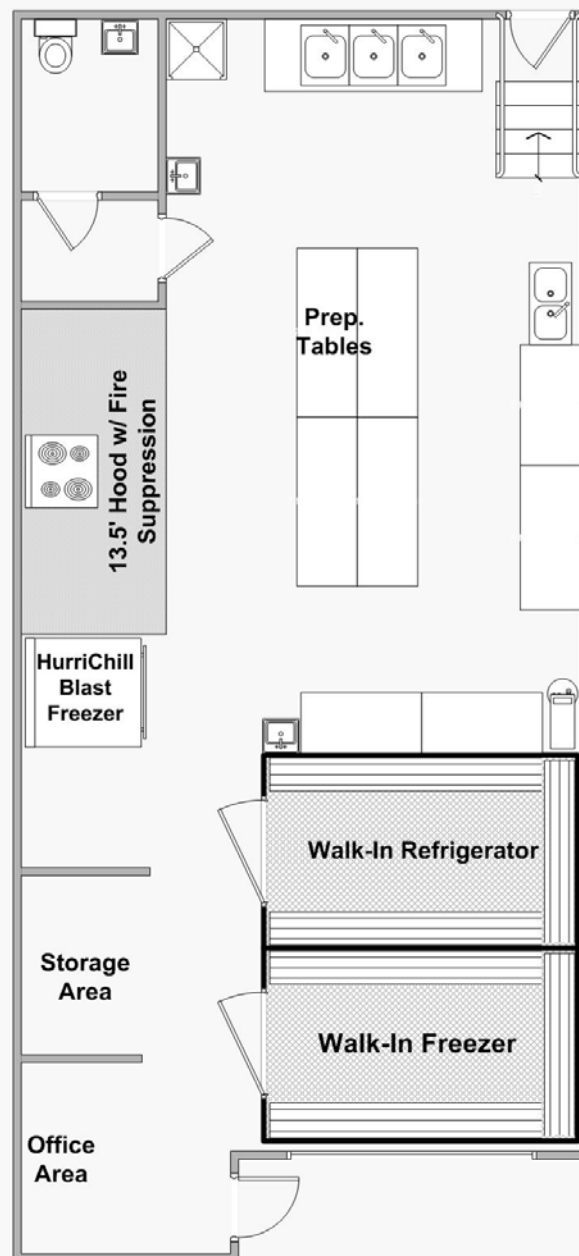 Prep.
Tables
13.5' Hood w/ Fire
Suppression
HurriChill
Blast
Freezer
Walk-In Refrigerator
Storage
Area
Walk-In Freezer
Office
Area